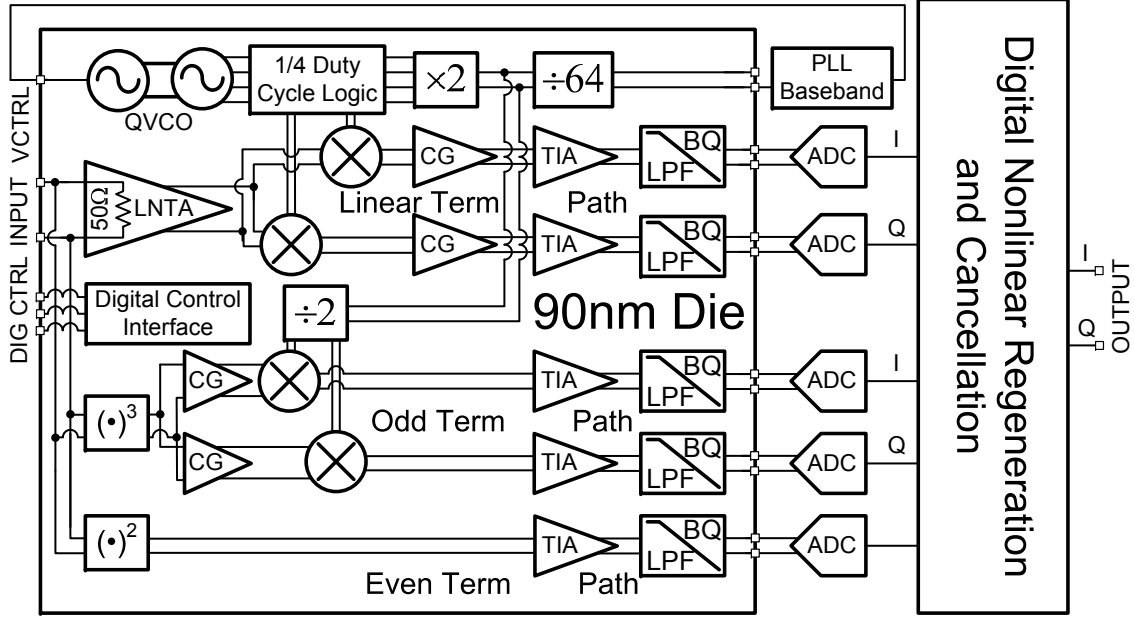 VCTRL
INPUT
DIG CTRL
QVCO
1/4 Duty
Cycle Logic
×2
÷64
PLL
Baseband
50Ω
LNTA
CG
TIA
BQ
LPF
ADC
I
Linear Term Path
CG
TIA
BQ
LPF
ADC
Q
Digital Control
Interface
÷2
90nm Die
(•)³
CG
TIA
BQ
LPF
ADC
I
Odd Term Path
CG
TIA
BQ
LPF
ADC
Q
(•)²
TIA
BQ
LPF
ADC
Even Term Path
Digital Nonlinear Regeneration
and Cancellation
I
Q
OUTPUT